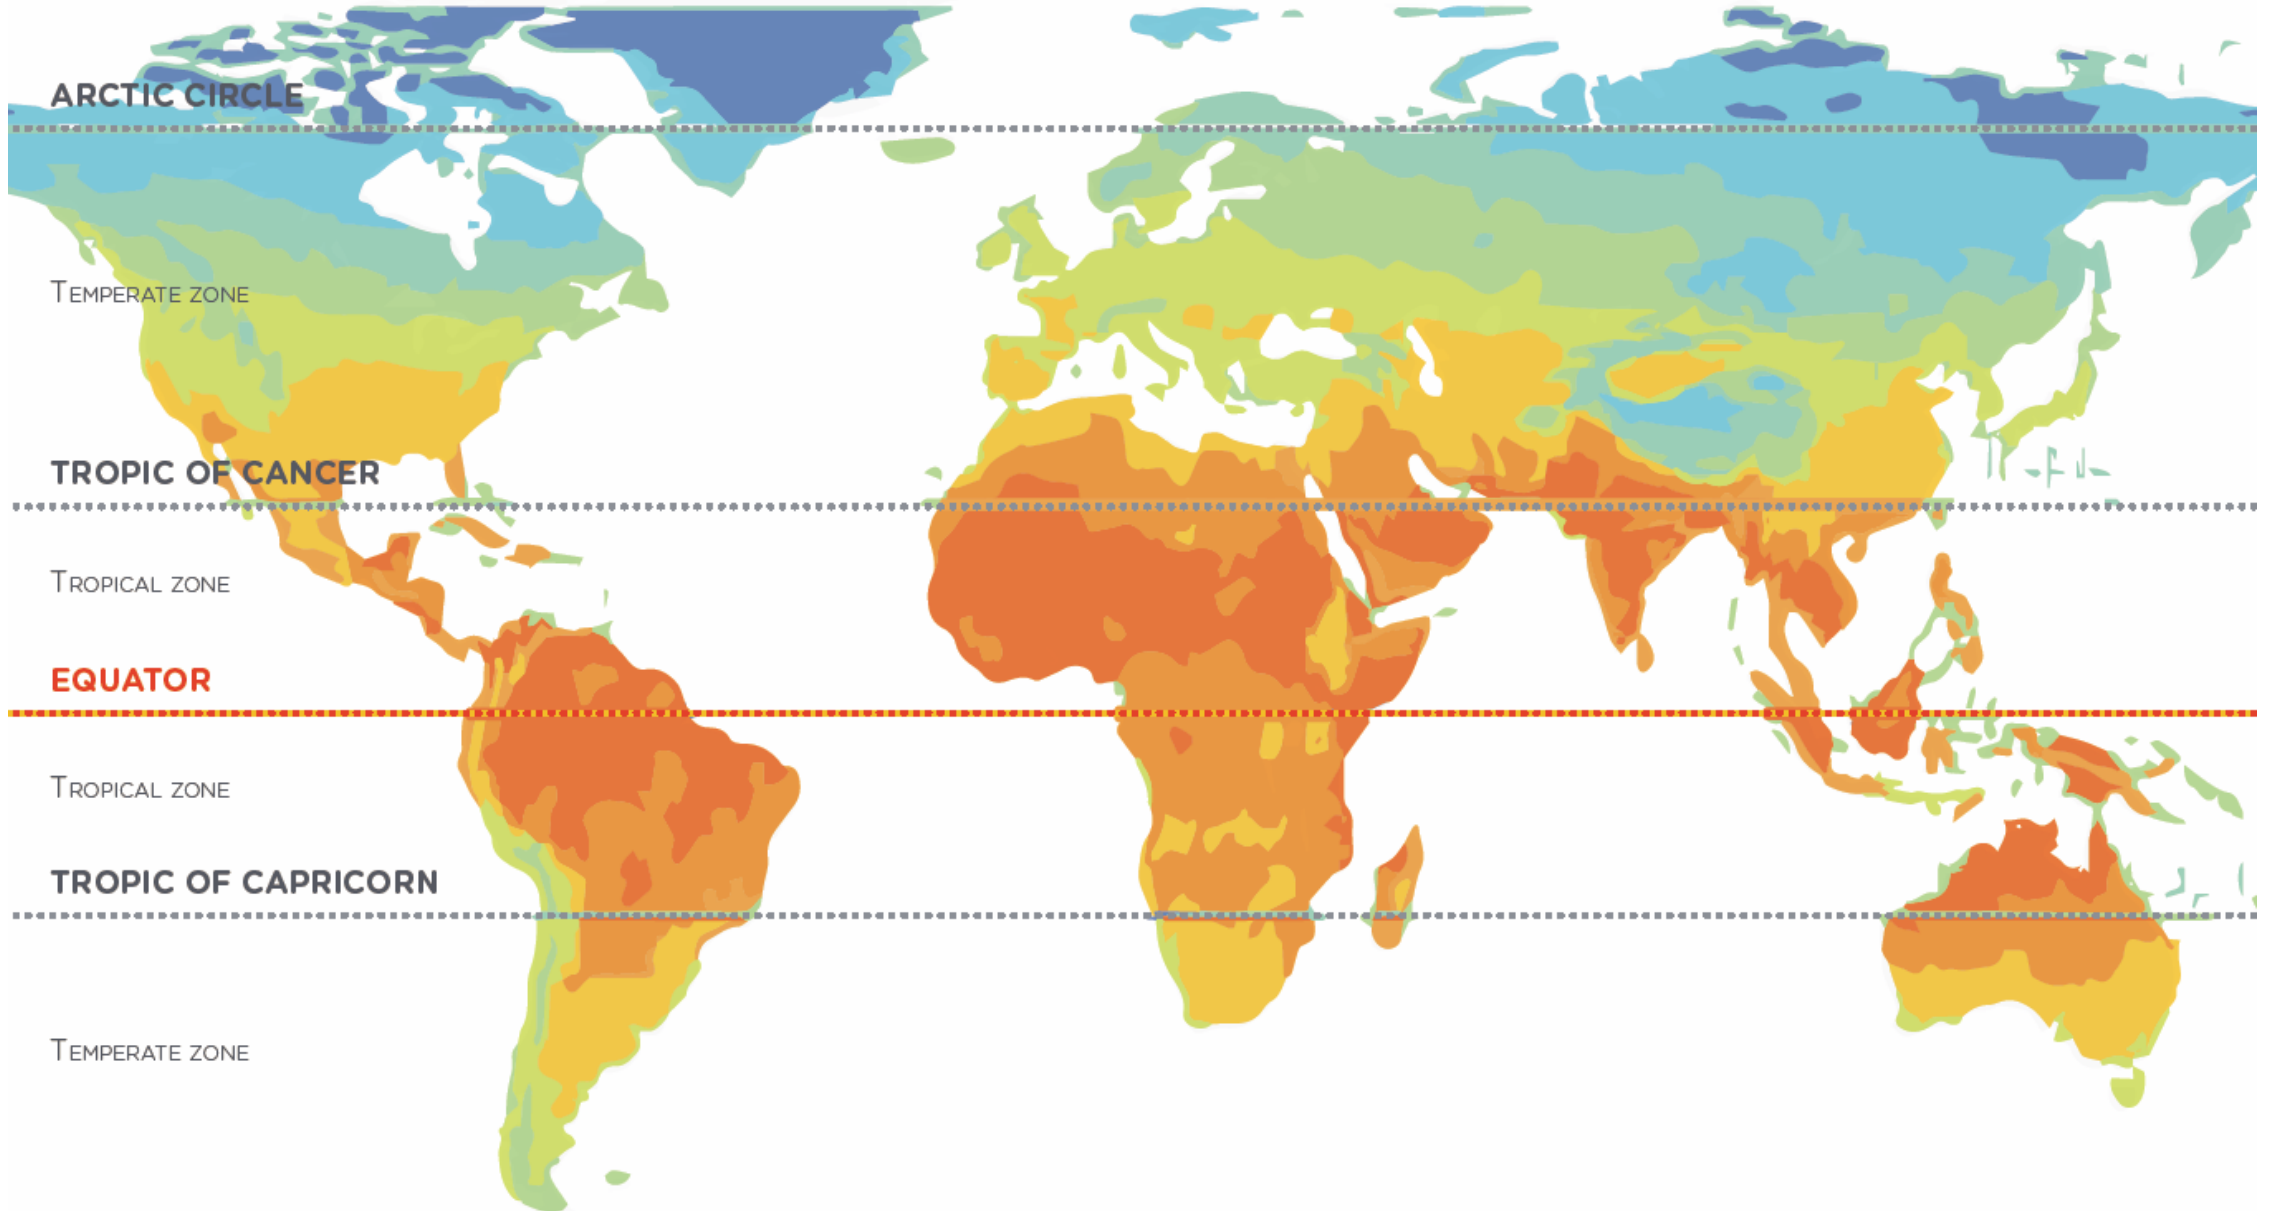 ARCTIC CIRCLE
Temperate zone
TROPIC OF CANCER
Tropical zone
EQUATOR
Tropical zone
TROPIC OF CAPRICORN
Temperate zone